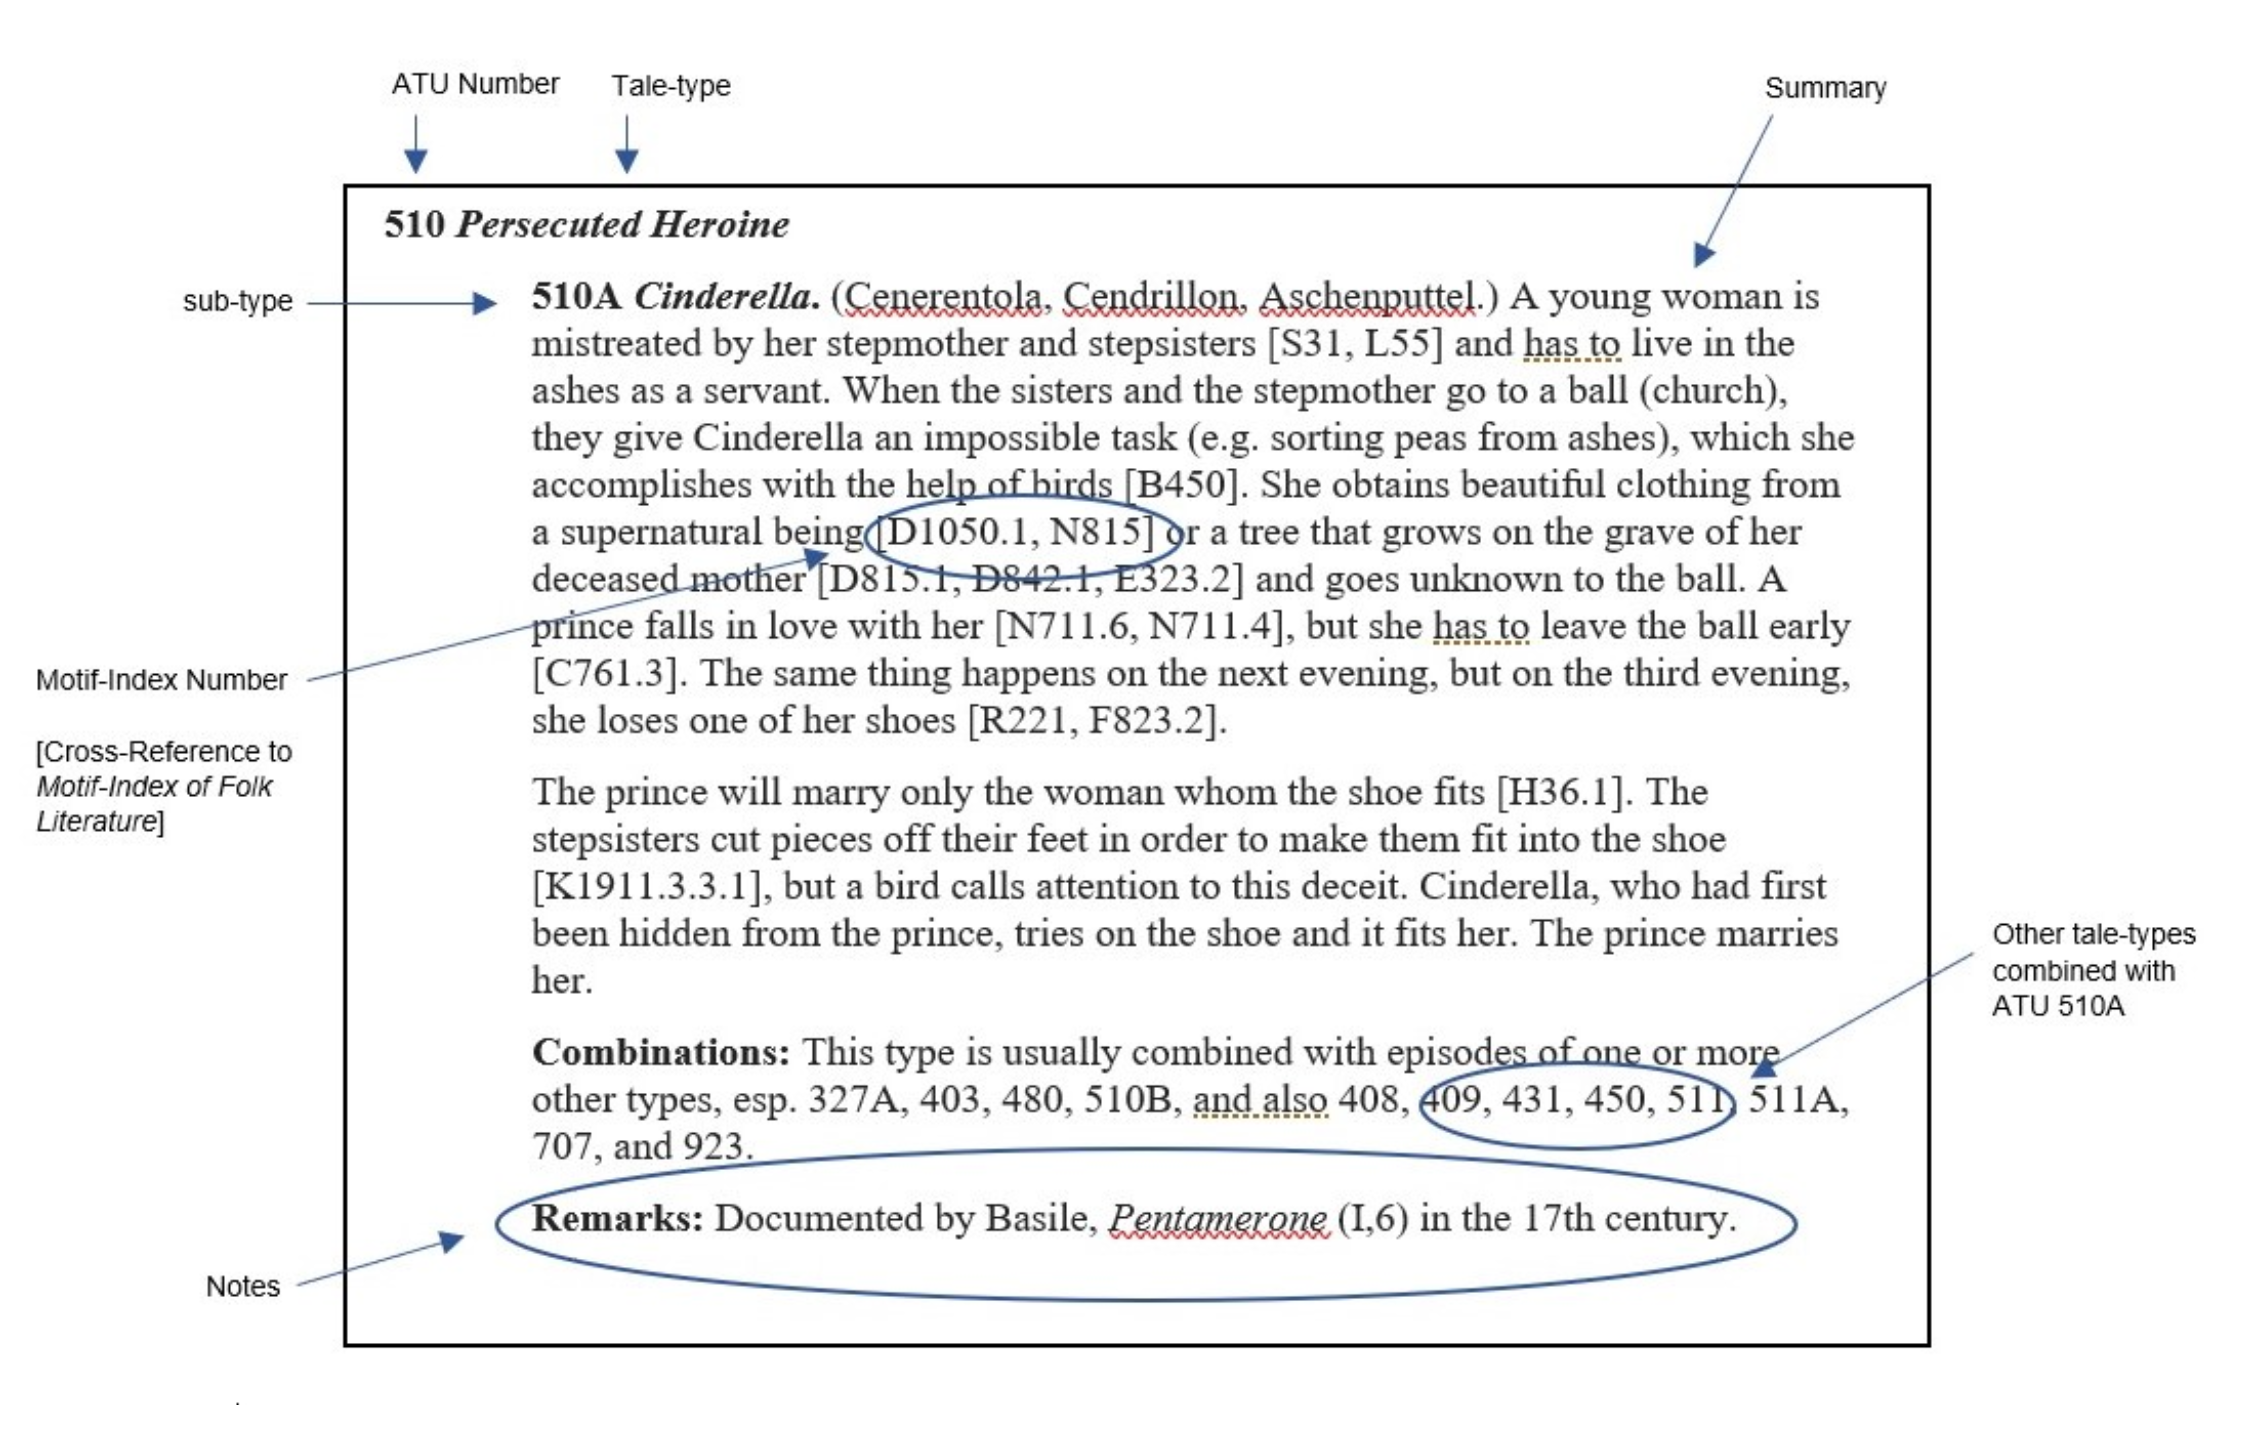 ATU Number
Tale-type
Summary
510 Persecuted Heroine
sub-type
510A Cinderella. (Cenerentola, Cendrillon, Aschenputtel.) A young woman is
mistreated by her stepmother and stepsisters [S31, L55] and has to live in the
ashes as a servant. When the sisters and the stepmother go to a ball (church),
they give Cinderella an impossible task (e.g. sorting peas from ashes), which she
accomplishes with the help of birds [B450]. She obtains beautiful clothing from
a supernatural being [D1050.1, N815] or a tree that grows on the grave of her
deceased mother [D815.1, D842.1, E323.2] and goes unknown to the ball. A
prince falls in love with her [N711.6, N711.4], but she has to leave the ball early
[C761.3]. The same thing happens on the next evening, but on the third evening,
she loses one of her shoes [R221, F823.2].
Motif-Index Number
[Cross-Reference to
Motif-Index of Folk
Literature]
The prince will marry only the woman whom the shoe fits [H36.1]. The
stepsisters cut pieces off their feet in order to make them fit into the shoe
[K1911.3.3.1], but a bird calls attention to this deceit. Cinderella, who had first
been hidden from the prince, tries on the shoe and it fits her. The prince marries
her.
Other tale-types
combined with
ATU 510A
Combinations: This type is usually combined with episodes of one or more
other types, esp. 327A, 403, 480, 510B, and also 408, 409, 431, 450, 511, 511A,
707, and 923.
Remarks: Documented by Basile, Pentamerone (I,6) in the 17th century.
Notes